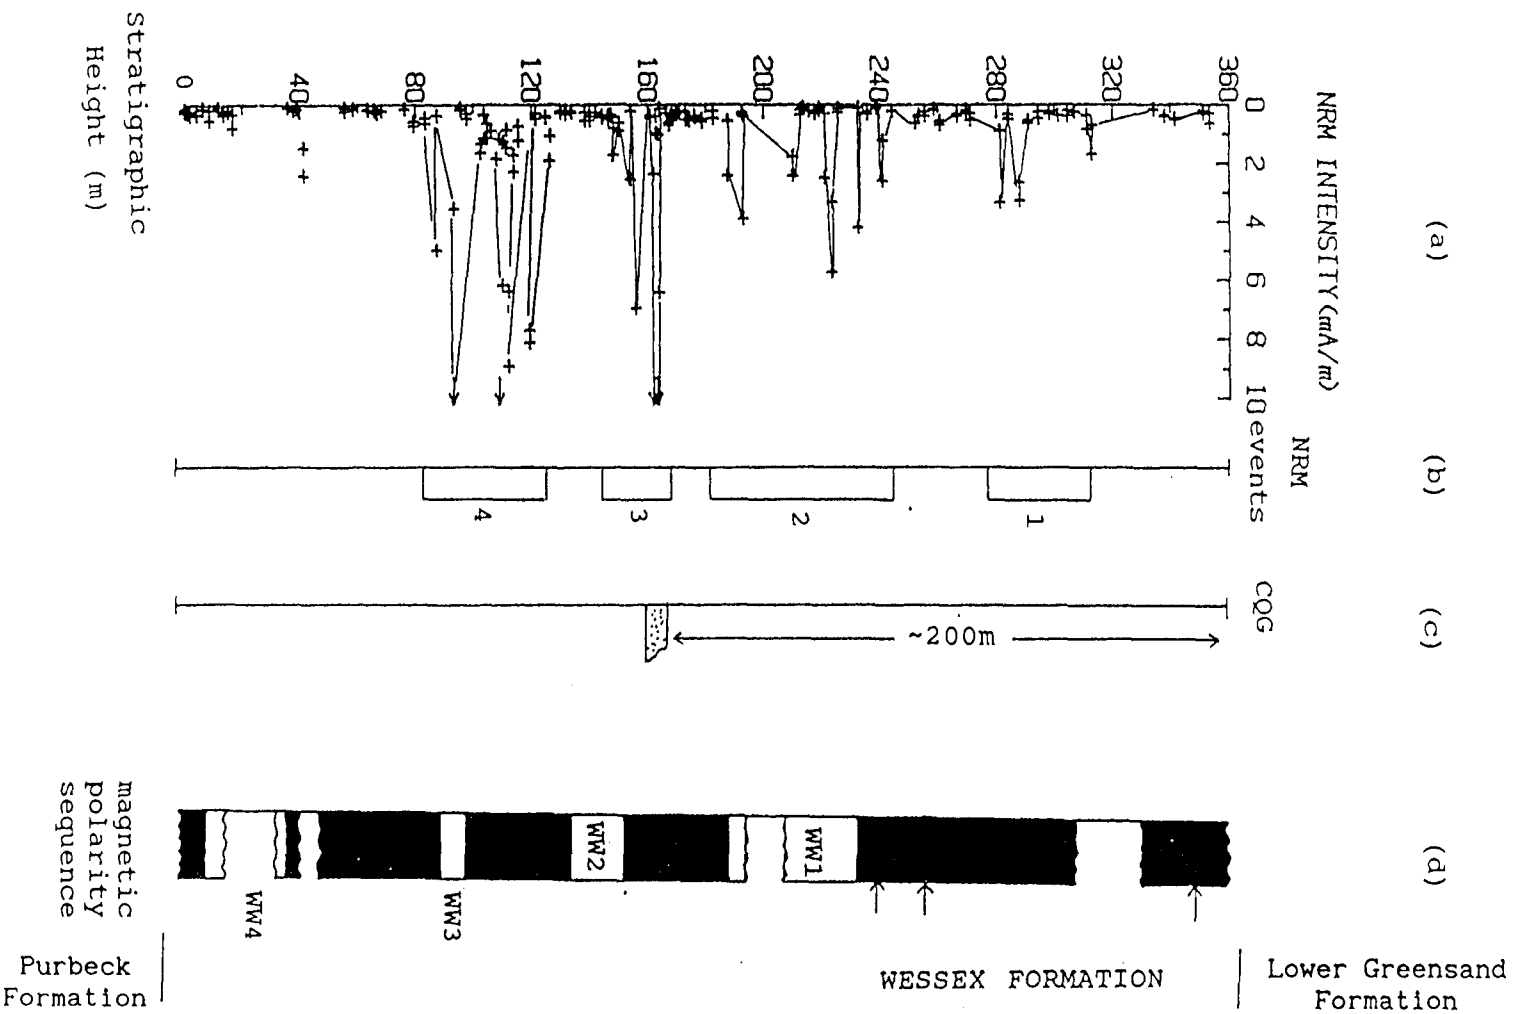 Stratigraphic
Height (m)
0
40
80
120
160
200
240
280
320
360
0
2
4
6
8
10
NRM INTENSITY(mA/m)
(a)
NRM
events
4
3
2
1
(b)
CQG
~200m
(c)
magnetic
polarity
sequence
WW4
WW3
WW2
WW1
(d)
Purbeck
Formation
WESSEX FORMATION
Lower Greensand
Formation